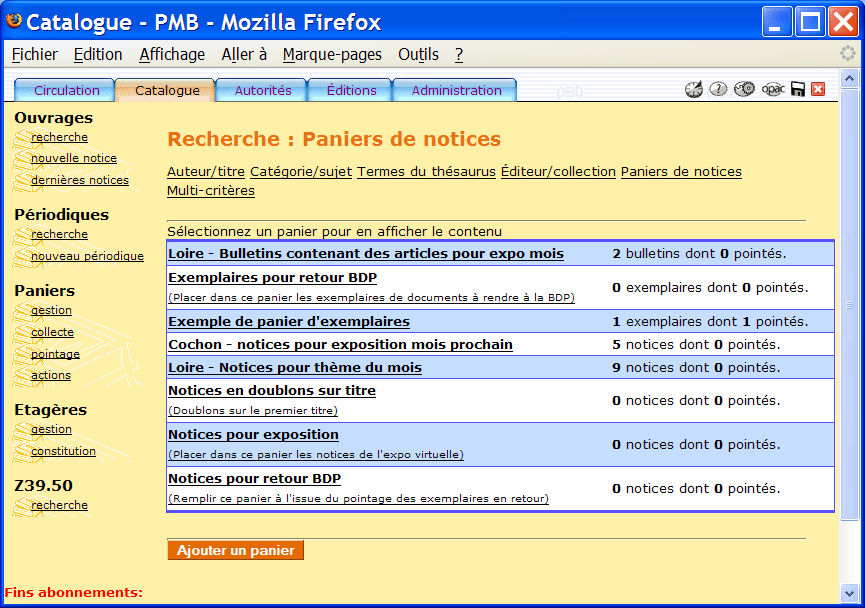 Catalogue - PMB - Mozilla Firefox
Fichier Edition Affichage Aller à Marque-pages Outils ?
Circulation Catalogue Autorités Éditions Administration pmb opac
Ouvrages
recherche
nouvelle notice
dernières notices
Périodiques
recherche
nouveau périodique
Paniers
gestion
collecte
pointage
actions
Etagères
gestion
constitution
Z39.50
recherche
Fins abonnements:
Recherche : Paniers de notices
Auteur/titre Catégorie/sujet Termes du thésaurus Éditeur/collection Paniers de notices
Multi-critères
Sélectionnez un panier pour en afficher le contenu
Loire - Bulletins contenant des articles pour expo mois 2 bulletins dont 0 pointés.
Exemplaires pour retour BDP
(Placer dans ce panier les exemplaires de documents à rendre à la BDP) 0 exemplaires dont 0 pointés.
Exemple de panier d'exemplaires 1 exemplaires dont 1 pointés.
Cochon - notices pour exposition mois prochain 5 notices dont 0 pointés.
Loire - Notices pour thème du mois 9 notices dont 0 pointés.
Notices en doublons sur titre
(Doublons sur le premier titre) 0 notices dont 0 pointés.
Notices pour exposition
(Placer dans ce panier les notices de l'expo virtuelle) 0 notices dont 0 pointés.
Notices pour retour BDP
(Remplir ce panier à l'issue du pointage des exemplaires en retour) 0 notices dont 0 pointés.
Ajouter un panier